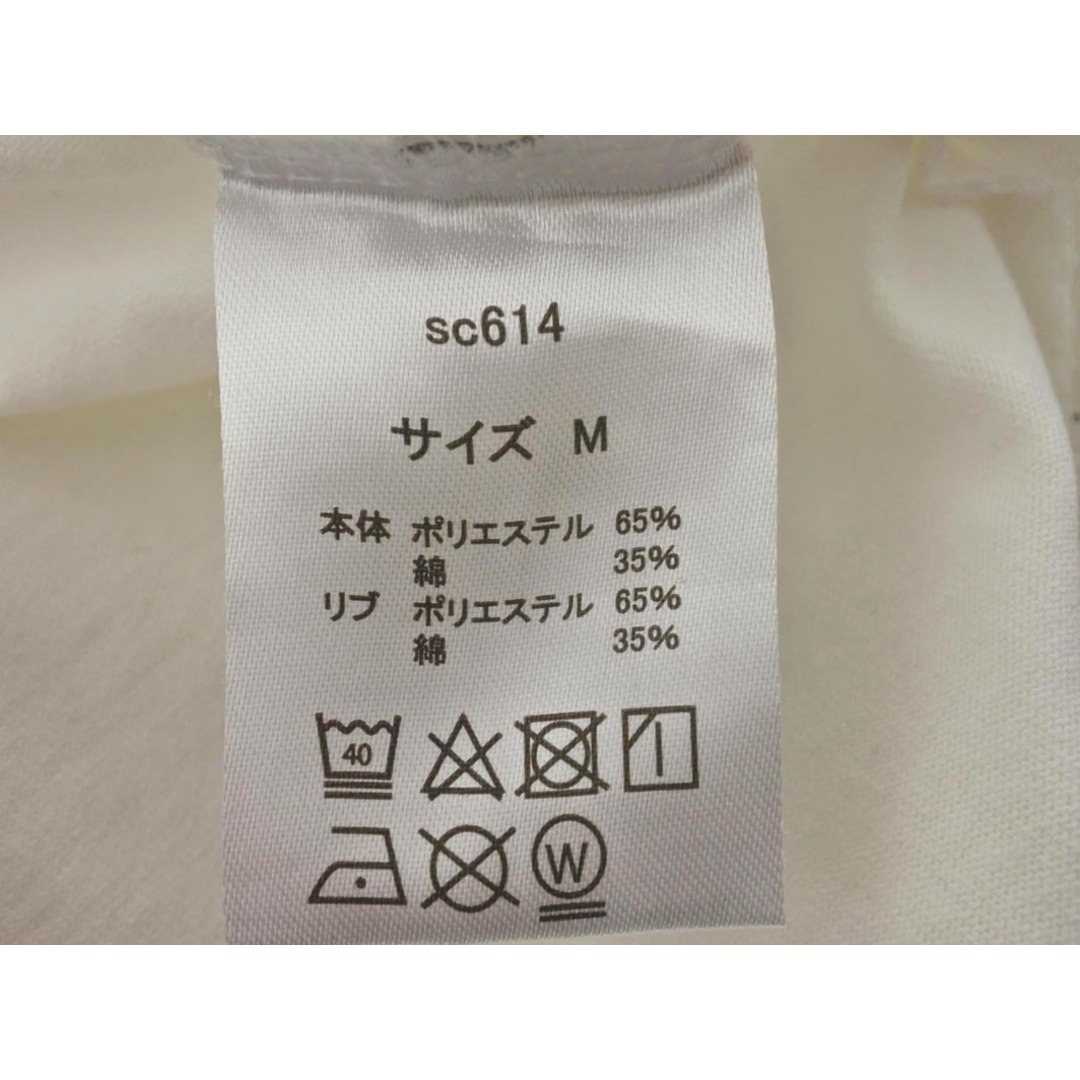 sc614
サイズ M
本体 ポリエステル 65%
綿 35%
リブ ポリエステル 65%
綿 35%
40
W